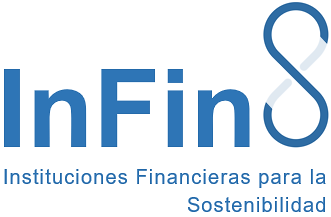 InFin8
Instituciones Financieras para la
Sostenibilidad